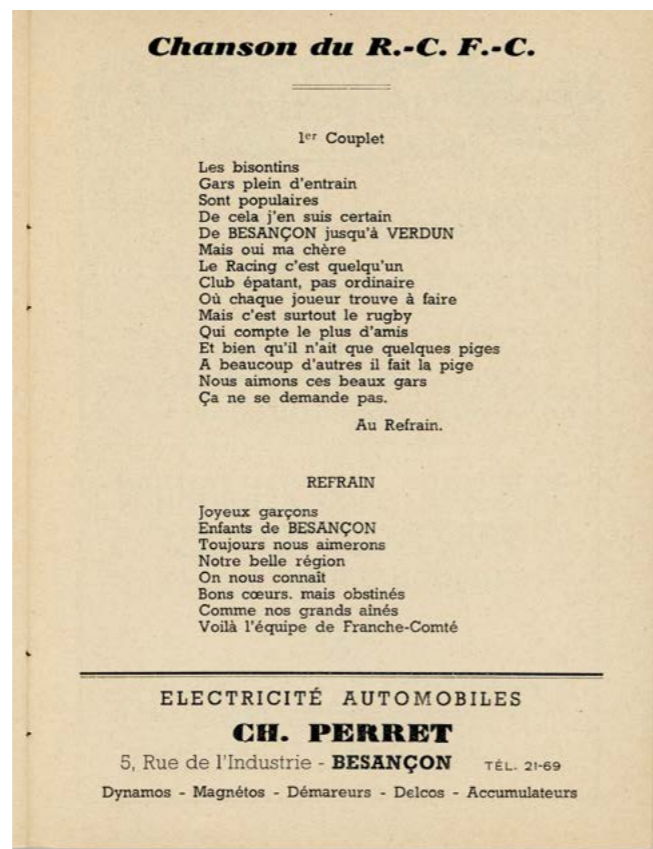 Chanson du R.-C. F.-C.
1er Couplet
Les bisontins
Gars plein d'entrain
Sont populaires
De cela j'en suis certain
De BESANÇON jusqu'à VERDUN
Mais oui ma chère
Le Racing c'est quelqu'un
Club épatant, pas ordinaire
Où chaque joueur trouve à faire
Mais c'est surtout le rugby
Qui compte le plus d'amis
Et bien qu'il n'ait que quelques piges
A beaucoup d'autres il fait la pige
Nous aimons ces beaux gars
Ça ne se demande pas.
Au Refrain.
REFRAIN
Joyeux garçons
Enfants de BESANÇON
Toujours nous aimerons
Notre belle région
On nous connaît
Bons cœurs. mais obstinés
Comme nos grands aînés
Voilà l'équipe de Franche-Comté
ELECTRICITÉ AUTOMOBILES
CH. PERRET
5, Rue de l'Industrie - BESANÇON TÉL. 21-69
Dynamos - Magnétos - Démareurs - Delcos - Accumulateurs